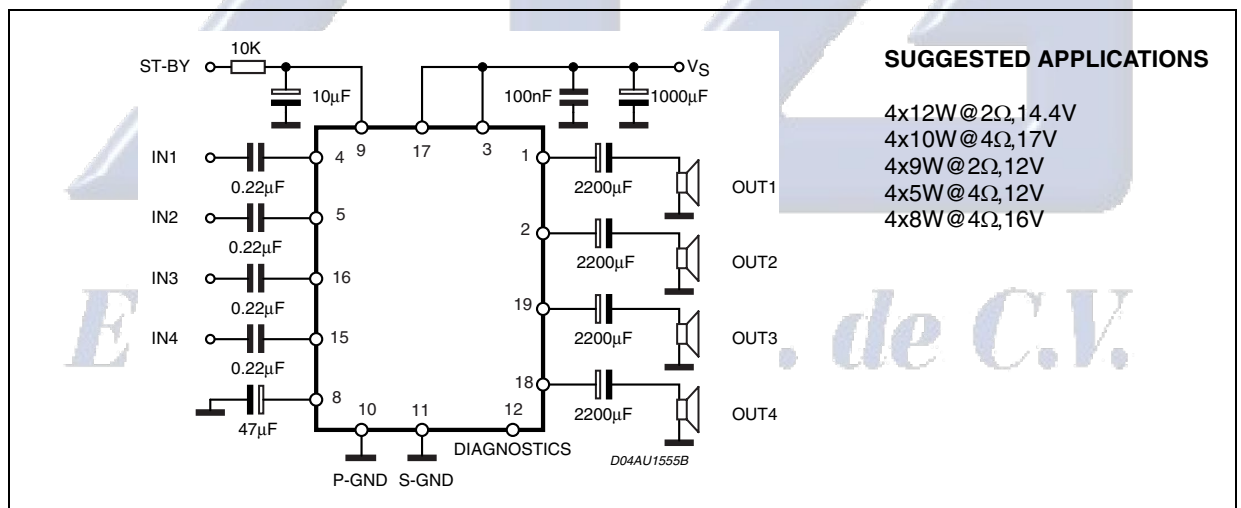 10K
ST-BY
10µF
100nF
1000µF
VS
SUGGESTED APPLICATIONS
4x12W@2Ω,14.4V
4x10W@4Ω,17V
4x9W@2Ω,12V
4x5W@4Ω,12V
4x8W@4Ω,16V
9
17
3
IN1
0.22µF
4
IN2
0.22µF
5
IN3
0.22µF
16
IN4
0.22µF
15
47µF
8
1
2200µF
OUT1
2
2200µF
OUT2
19
2200µF
OUT3
18
2200µF
OUT4
10
11
12
DIAGNOSTICS
P-GND
S-GND
D04AU1555B
E
. de C.V.